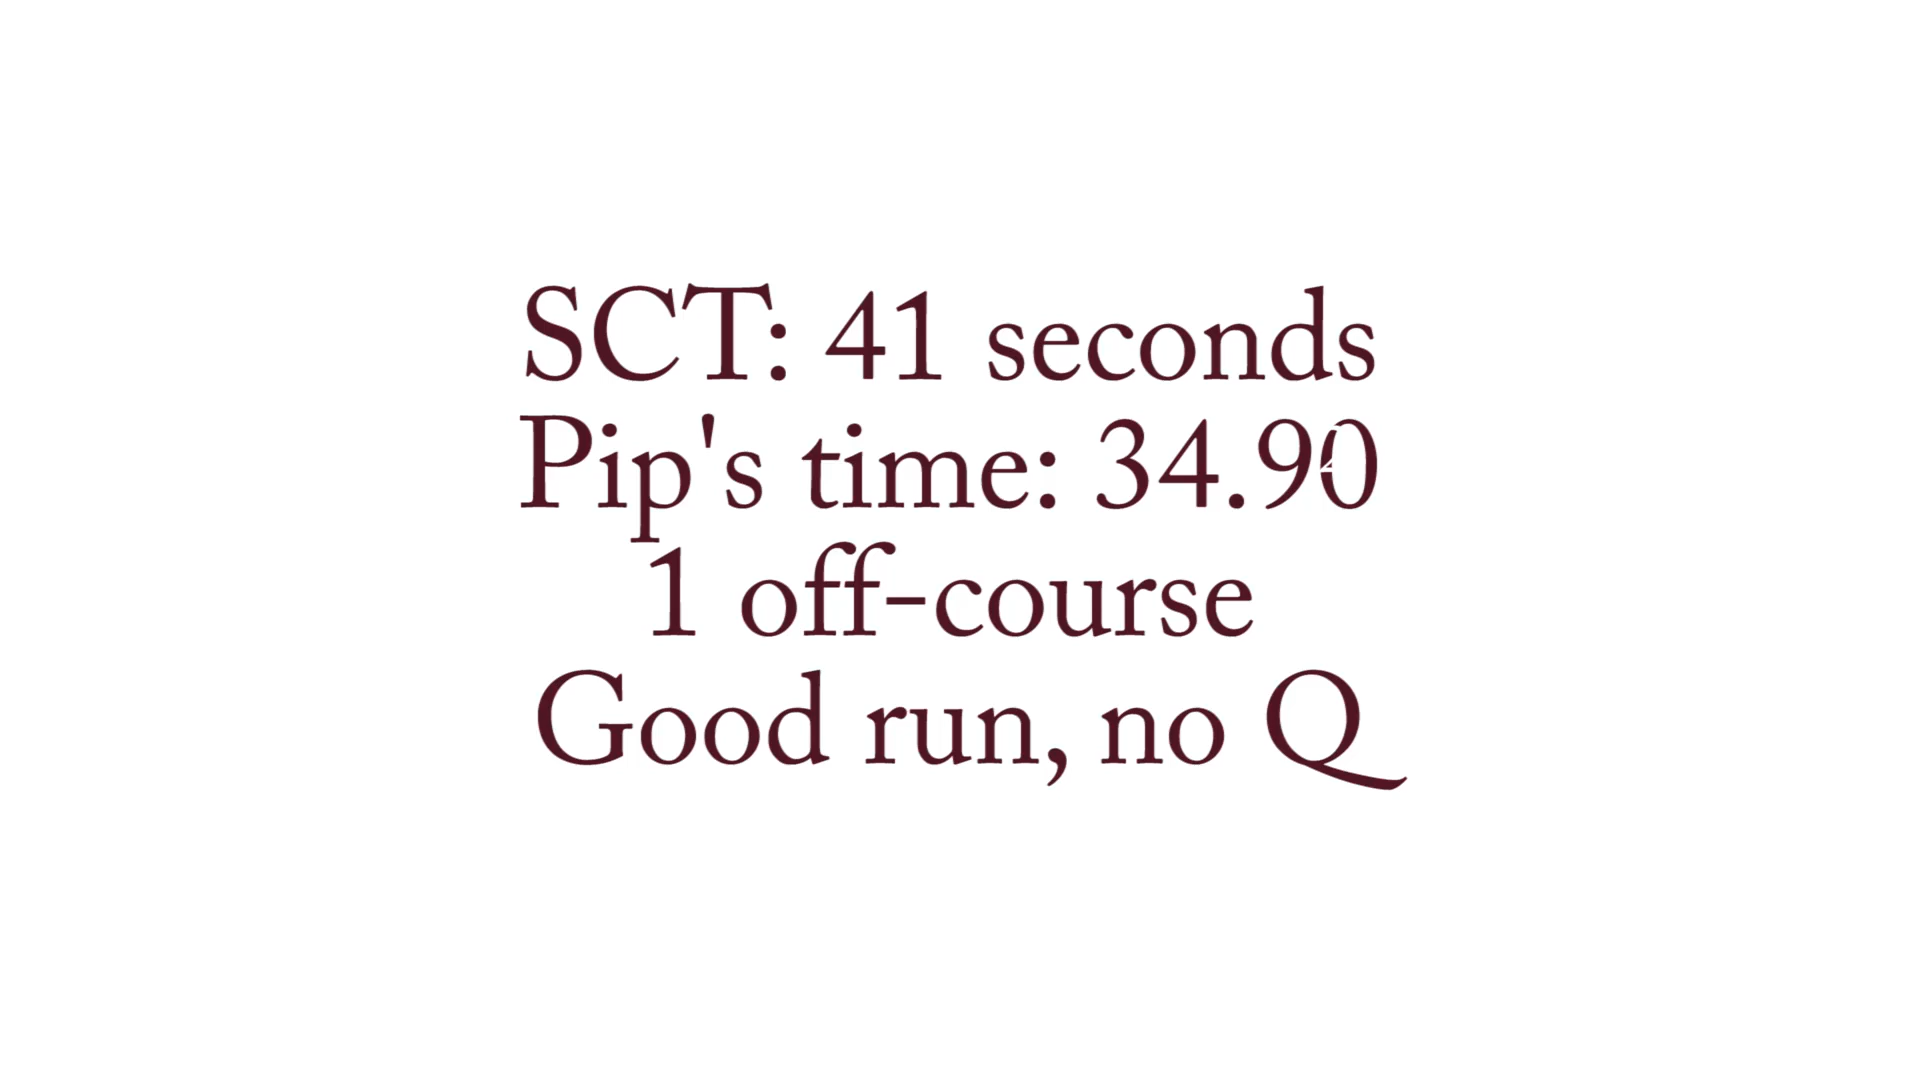 SCT: 41 seconds
Pip's time: 34.90
1 off-course
Good run, no Q